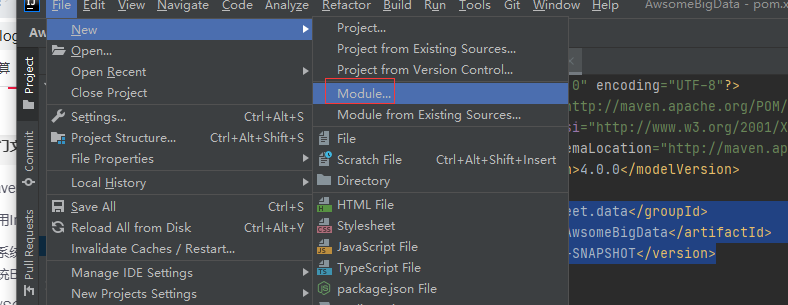 File Edit View Navigate Code Analyze Refactor Build Run Tools Git Window Help AwsomeBigData - pom.x
Aw
New
Open...
Open Recent
Close Project
Settings... Ctrl+Alt+S
Project Structure... Ctrl+Alt+Shift+S
File Properties
Local History
Save All Ctrl+S
Reload All from Disk Ctrl+Alt+Y
Invalidate Caches / Restart...
Manage IDE Settings
New Projects Settings
Project...
Project from Existing Sources...
Project from Version Control...
Module...
Module from Existing Sources...
File
Scratch File Ctrl+Alt+Shift+Insert
Directory
HTML File
Stylesheet
JavaScript File
TypeScript File
package.json File
0" encoding="UTF-8"?>
http://maven.apache.org/POM/
si="http://www.w3.org/2001/X
emaLocation="http://maven.ap
n>4.0.0</modelVersion>
eet.data</groupId>
AwsomeBigData</artifactId>
-SNAPSHOT</version>
Project
Commit
Pull Requests
log
算